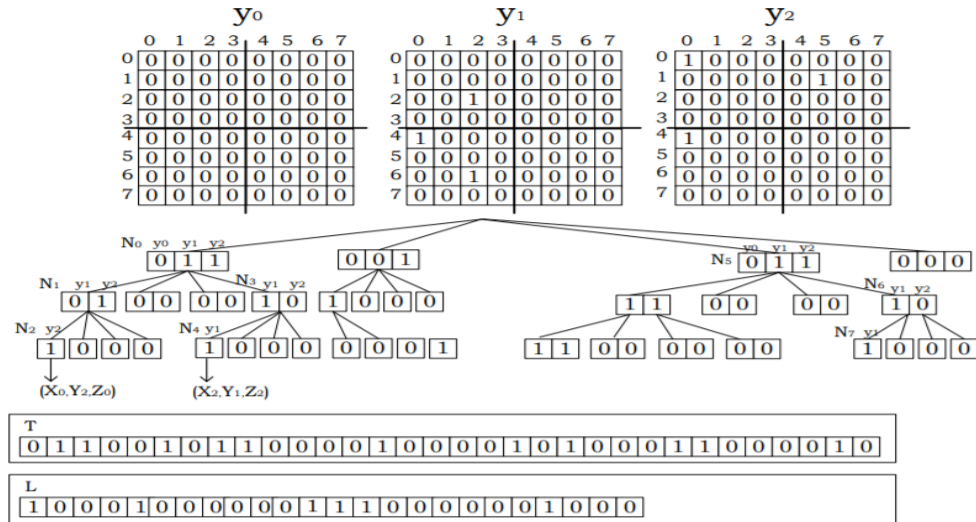 y₀ y₁ y₂
0 1 2 3 4 5 6 7 0 1 2 3 4 5 6 7 0 1 2 3 4 5 6 7
0 0 0 0 0 0 0 0 0 0 0 0 0 0 0 0 0 0 0 1 0 0 0 0 0 0 0
1 0 0 0 0 0 0 0 0 1 0 0 0 0 0 0 0 0 1 0 0 0 0 0 1 0 0
2 0 0 0 0 0 0 0 0 2 0 0 1 0 0 0 0 0 2 0 0 0 0 0 0 0 0
3 0 0 0 0 0 0 0 0 3 0 0 0 0 0 0 0 0 3 0 0 0 0 0 0 0 0
4 0 0 0 0 0 0 0 0 4 1 0 0 0 0 0 0 0 4 1 0 0 0 0 0 0 0
5 0 0 0 0 0 0 0 0 5 0 0 0 0 0 0 0 0 5 0 0 0 0 0 0 0 0
6 0 0 0 0 0 0 0 0 6 0 0 1 0 0 0 0 0 6 0 0 0 0 0 0 0 0
7 0 0 0 0 0 0 0 0 7 0 0 0 0 0 0 0 0 7 0 0 0 0 0 0 0 0
N₀ y₀ y₁ y₂ y₀ y₁ y₂
0 1 1 0 0 1 N₅ 0 1 1 0 0 0
N₁ y₁ y₂ N₃ y₁ y₂ N₆ y₁ y₂
0 1 0 0 0 0 1 0 1 0 0 0 1 1 0 0 0 0 1 0
N₂ y₂ N₄ y₁ N₇ y₁
1 0 0 0 1 0 0 0 0 0 0 1 1 1 0 0 0 0 0 0 1 0 0 0
(X₀,Y₂,Z₀) (X₂,Y₁,Z₂)
T
0 1 1 0 0 1 0 1 1 0 0 0 0 1 0 0 0 0 1 0 1 0 0 0 1 1 0 0 0 0 1 0
L
1 0 0 0 1 0 0 0 0 0 0 1 1 1 0 0 0 0 0 0 1 0 0 0